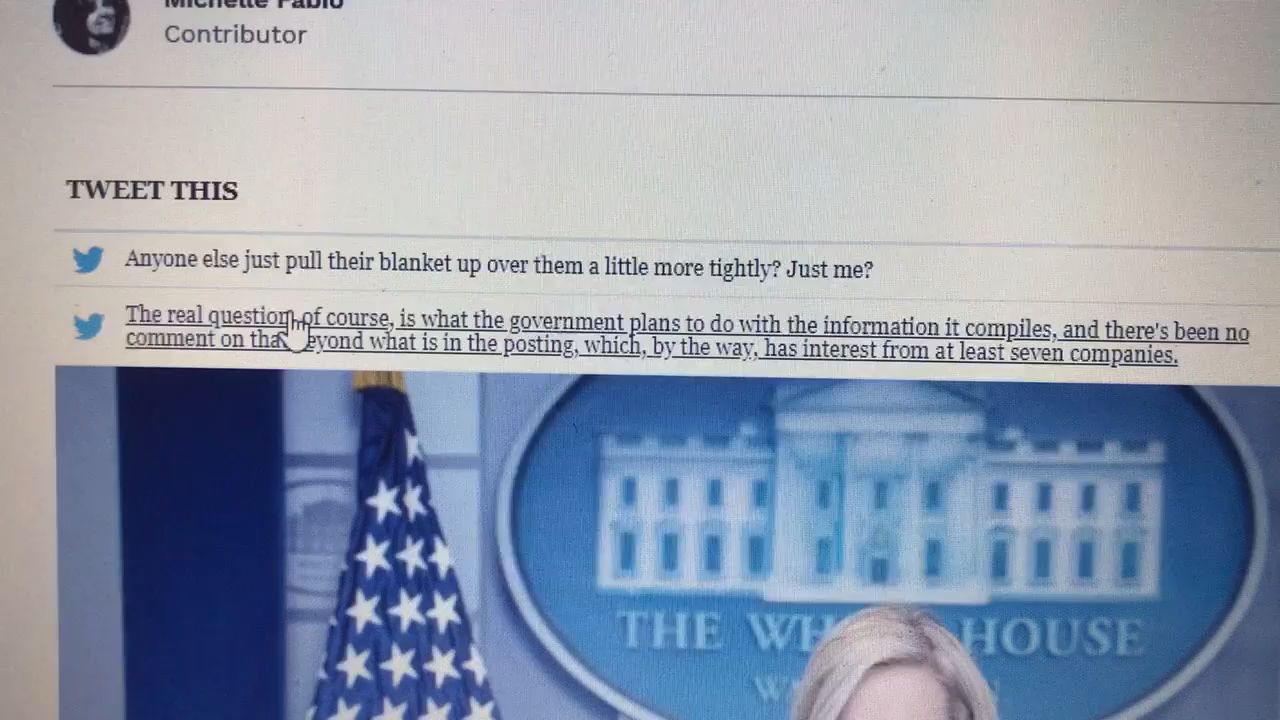 Michelle Fabio
Contributor
TWEET THIS
Anyone else just pull their blanket up over them a little more tightly? Just me?
The real question, of course, is what the government plans to do with the information it compiles, and there's been no
comment on that beyond what is in the posting, which, by the way, has interest from at least seven companies.
THE WH HOUSE
W N